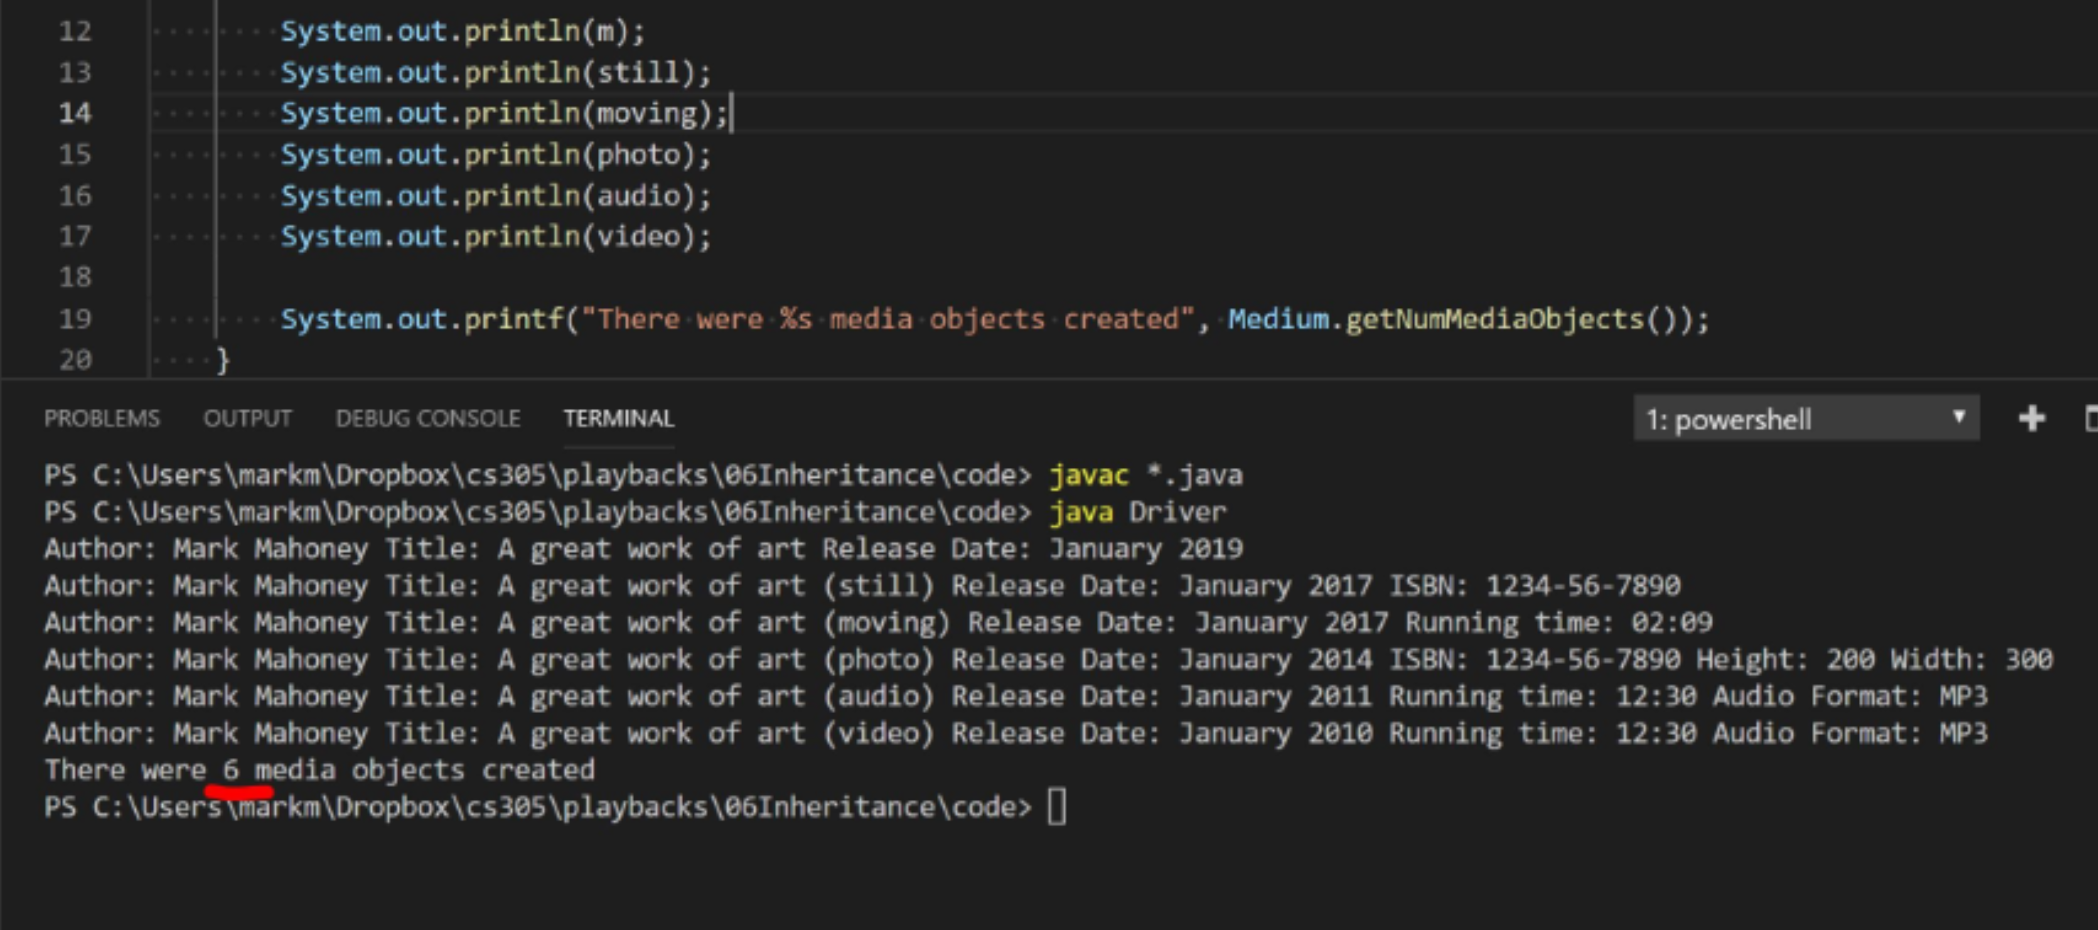 12 System.out.println(m);
13 System.out.println(still);
14 System.out.println(moving);
15 System.out.println(photo);
16 System.out.println(audio);
17 System.out.println(video);
18
19 System.out.printf("There were %s media objects created", Medium.getNumMediaObjects());
20 }
PROBLEMS OUTPUT DEBUG CONSOLE TERMINAL 1: powershell
PS C:\Users\markm\Dropbox\cs305\playbacks\06Inheritance\code> javac *.java
PS C:\Users\markm\Dropbox\cs305\playbacks\06Inheritance\code> java Driver
Author: Mark Mahoney Title: A great work of art Release Date: January 2019
Author: Mark Mahoney Title: A great work of art (still) Release Date: January 2017 ISBN: 1234-56-7890
Author: Mark Mahoney Title: A great work of art (moving) Release Date: January 2017 Running time: 02:09
Author: Mark Mahoney Title: A great work of art (photo) Release Date: January 2014 ISBN: 1234-56-7890 Height: 200 Width: 300
Author: Mark Mahoney Title: A great work of art (audio) Release Date: January 2011 Running time: 12:30 Audio Format: MP3
Author: Mark Mahoney Title: A great work of art (video) Release Date: January 2010 Running time: 12:30 Audio Format: MP3
There were 6 media objects created
PS C:\Users\markm\Dropbox\cs305\playbacks\06Inheritance\code>